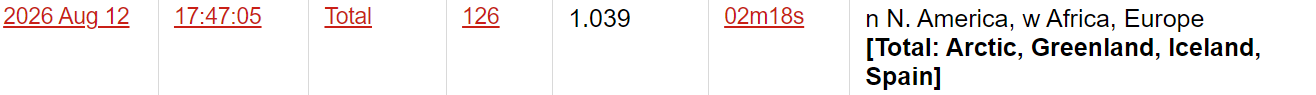 2026 Aug 12 17:47:05 Total 126 1.039 02m18s n N. America, w Africa, Europe
[Total: Arctic, Greenland, Iceland,
Spain]